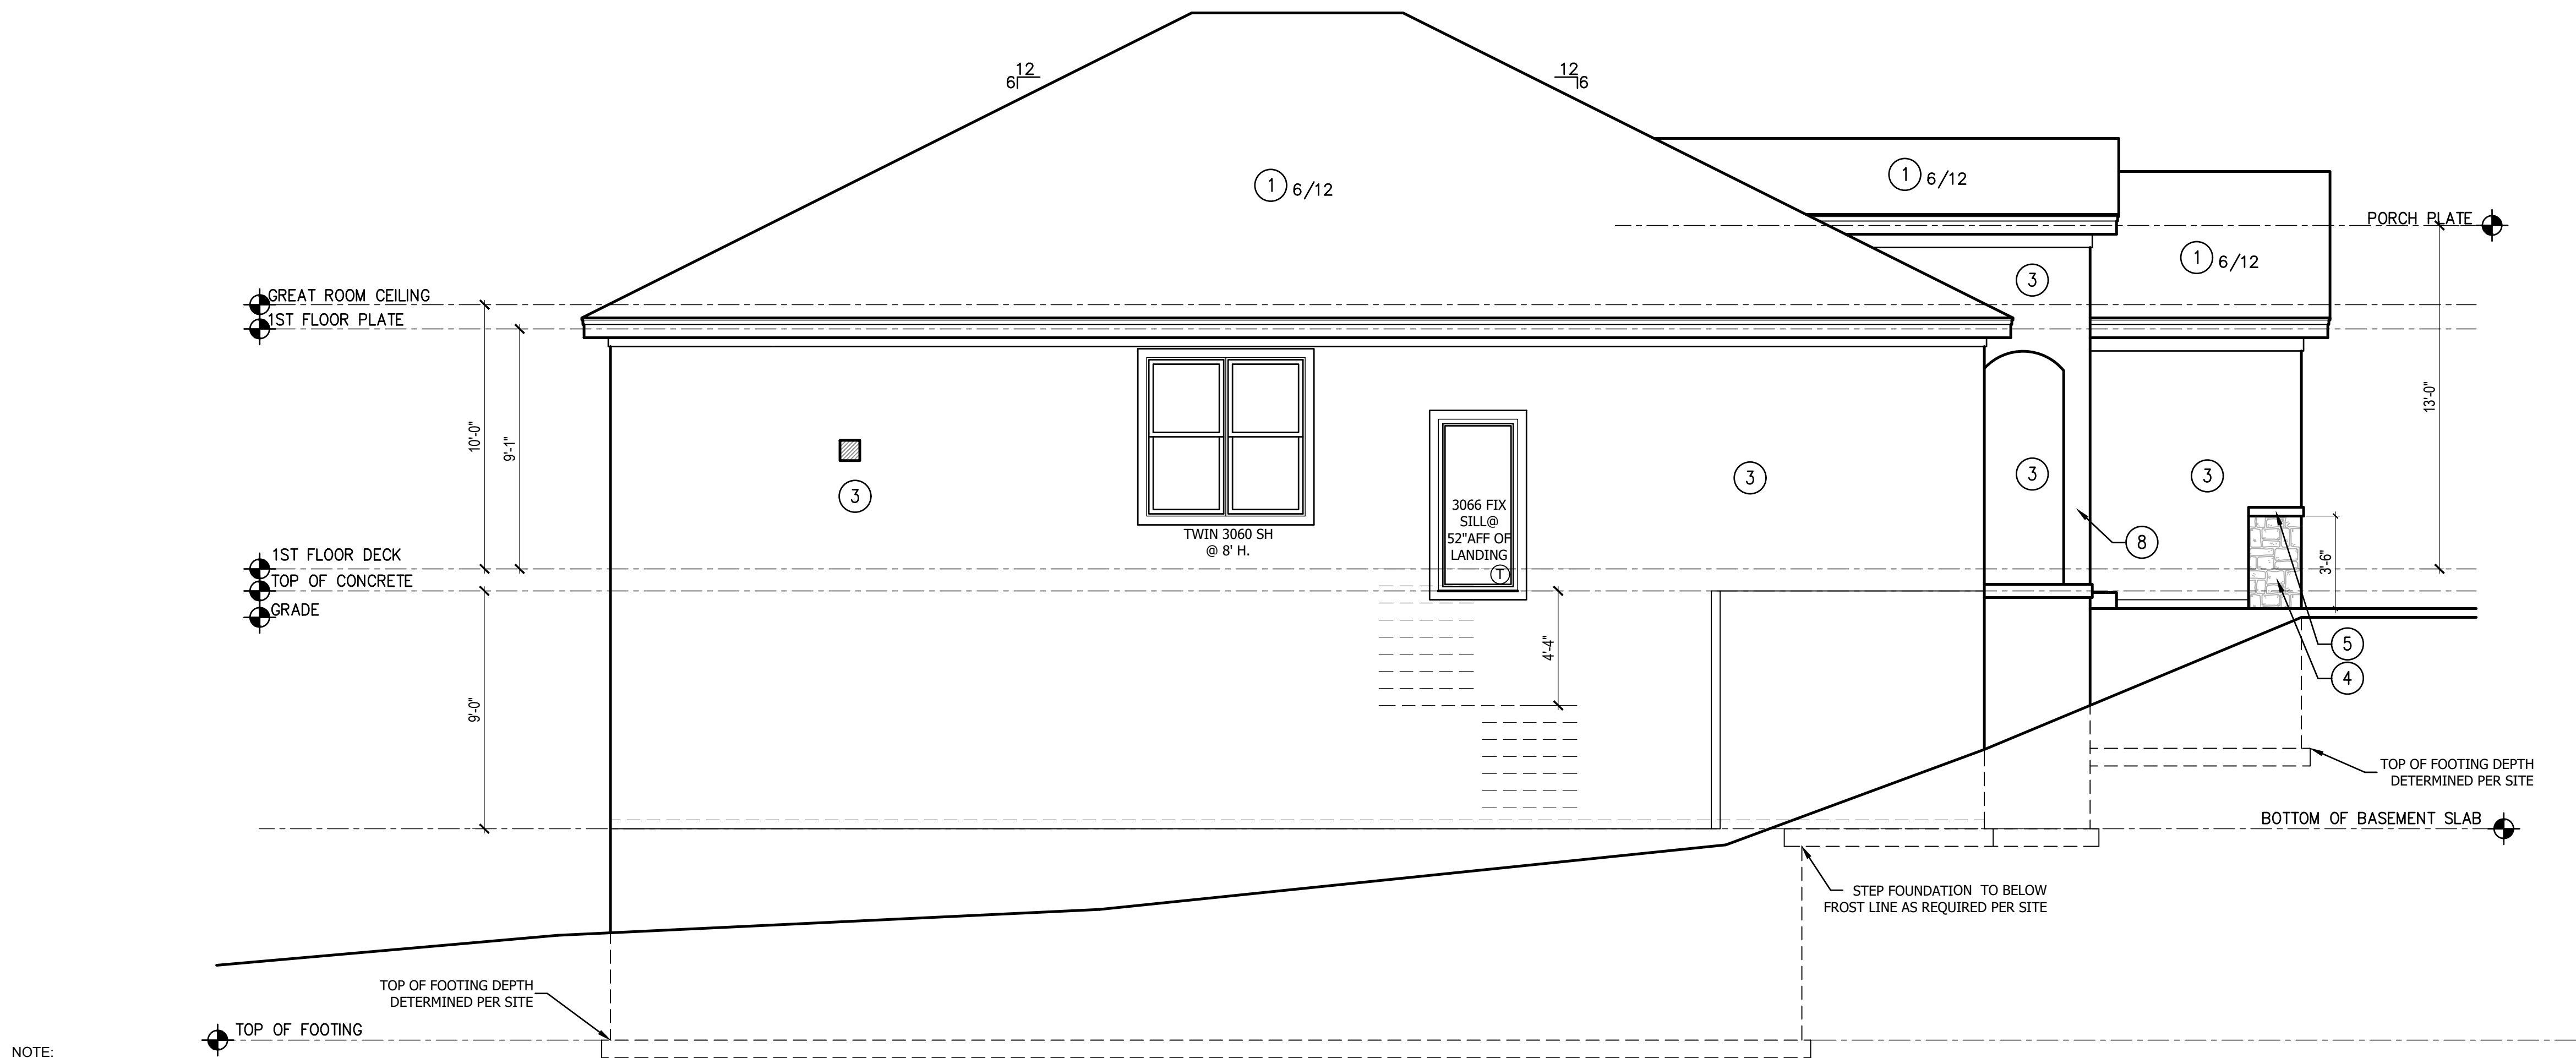 12
6
12
6
1 6/12
1 6/12
1 6/12
PORCH PLATE
GREAT ROOM CEILING
1ST FLOOR PLATE
3
10'-0"
9'-1"
13'-0"
3
3
3
3
3066 FIX
SILL@
52"AFF OF
LANDING
T
TWIN 3060 SH
@ 8' H.
8
1ST FLOOR DECK
TOP OF CONCRETE
GRADE
3'-6"
4'-4"
5
4
9'-0"
TOP OF FOOTING DEPTH
DETERMINED PER SITE
BOTTOM OF BASEMENT SLAB
STEP FOUNDATION TO BELOW
FROST LINE AS REQUIRED PER SITE
TOP OF FOOTING DEPTH
DETERMINED PER SITE
TOP OF FOOTING
NOTE: